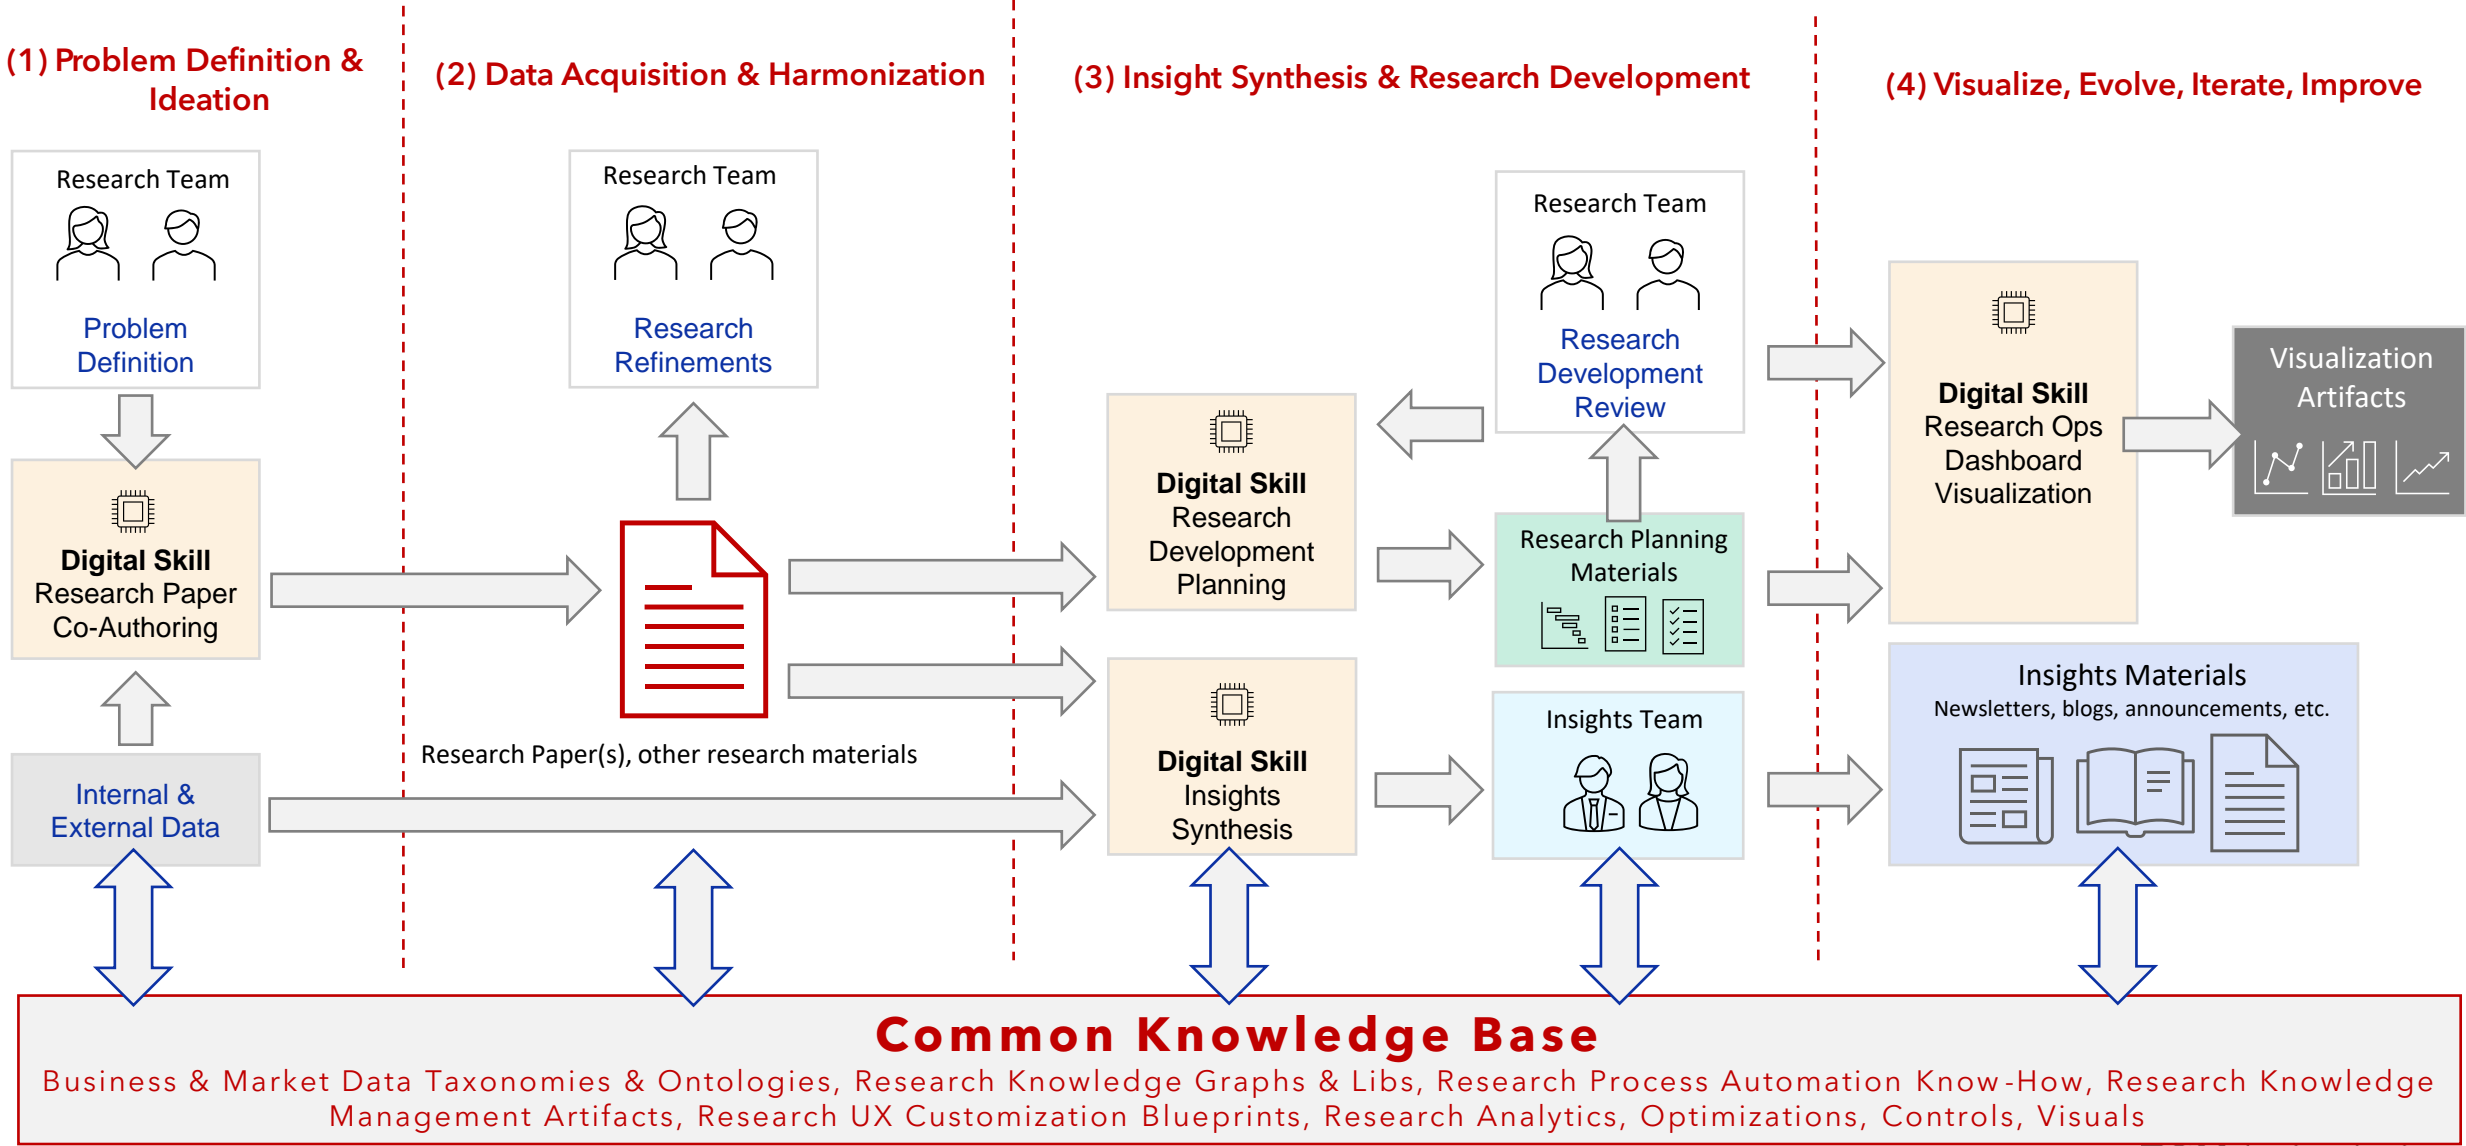 (1) Problem Definition &
Ideation
(2) Data Acquisition & Harmonization
(3) Insight Synthesis & Research Development
(4) Visualize, Evolve, Iterate, Improve
Research Team
Problem
Definition
Digital Skill
Research Paper
Co-Authoring
Internal &
External Data
Research Team
Research
Refinements
Research Paper(s), other research materials
Digital Skill
Research
Development
Planning
Digital Skill
Insights
Synthesis
Research Team
Research
Development
Review
Research Planning
Materials
Insights Team
Digital Skill
Research Ops
Dashboard
Visualization
Visualization
Artifacts
Insights Materials
Newsletters, blogs, announcements, etc.
Common Knowledge Base
Business & Market Data Taxonomies & Ontologies, Research Knowledge Graphs & Libs, Research Process Automation Know-How, Research Knowledge
Management Artifacts, Research UX Customization Blueprints, Research Analytics, Optimizations, Controls, Visuals